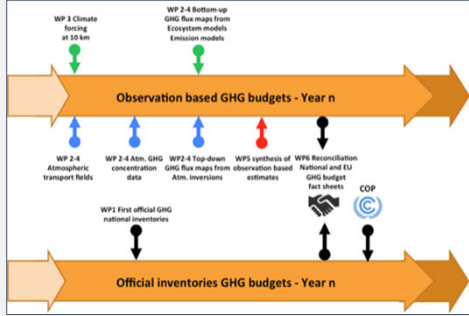 WP 3 Climate
forcing
at 10 km
WP 2-4 Bottom-up
GHG flux maps from
Ecosystem models
Emission models
Observation based GHG budgets - Year n
WP 2-4
Atmospheric
transport fields
WP 2-4 Atm. GHG
concentration
data
WP2-4 Top-down
GHG flux maps from
Atm. inversions
WP5 synthesis of
observation based
estimates
WP6 Reconciliation
National and EU
GHG budget
fact sheets
COP
WP1 First official GHG
national inventories
Official inventories GHG budgets - Year n